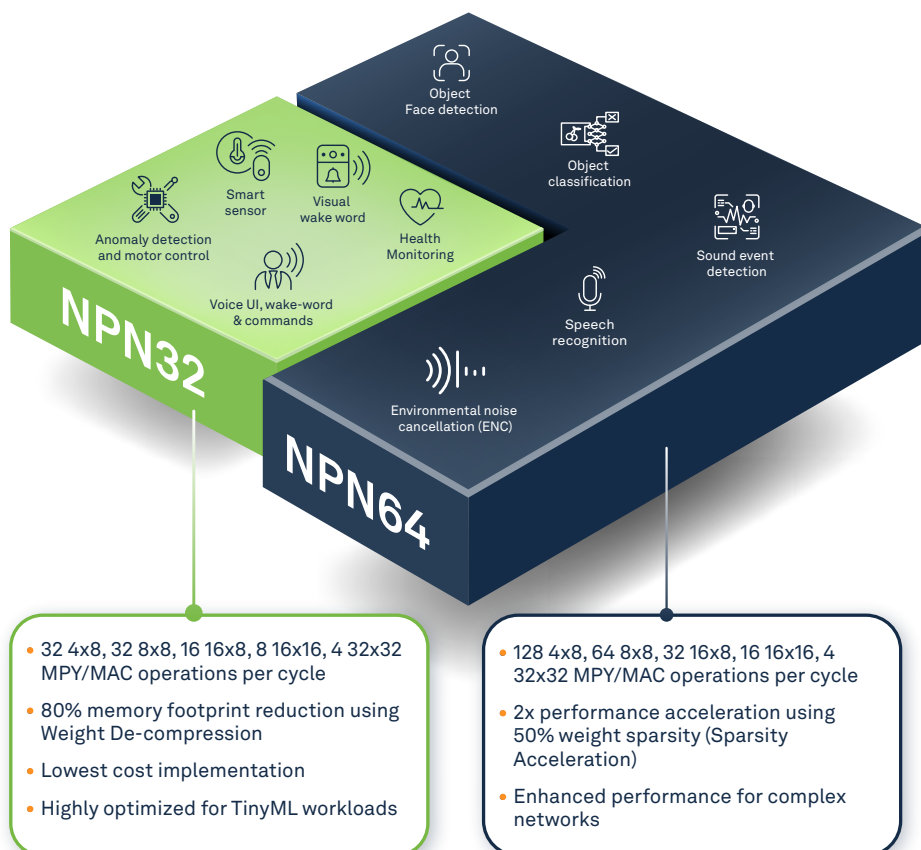 Object
Face detection
Object
classification
Sound event
detection
Speech
recognition
Environmental noise
cancellation (ENC)
Smart
sensor
Visual
wake word
Anomaly detection
and motor control
Health
Monitoring
Voice UI, wake-word
& commands
NPN32
NPN64
• 32 4x8, 32 8x8, 16 16x8, 8 16x16, 4 32x32
MPY/MAC operations per cycle
• 80% memory footprint reduction using
Weight De-compression
• Lowest cost implementation
• Highly optimized for TinyML workloads
• 128 4x8, 64 8x8, 32 16x8, 16 16x16, 4
32x32 MPY/MAC operations per cycle
• 2x performance acceleration using
50% weight sparsity (Sparsity
Acceleration)
• Enhanced performance for complex
networks